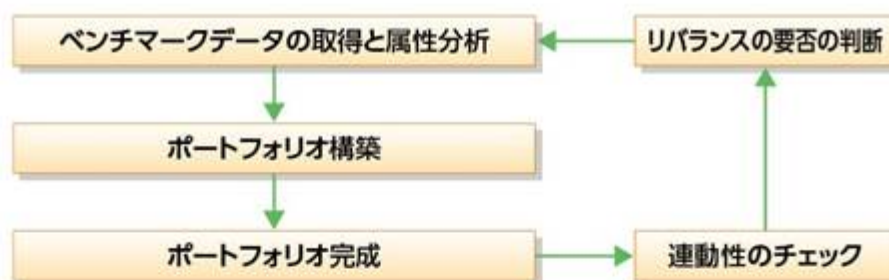 ベンチマークデータの取得と属性分析
リバランスの要否の判断
ポートフォリオ構築
ポートフォリオ完成
連動性のチェック